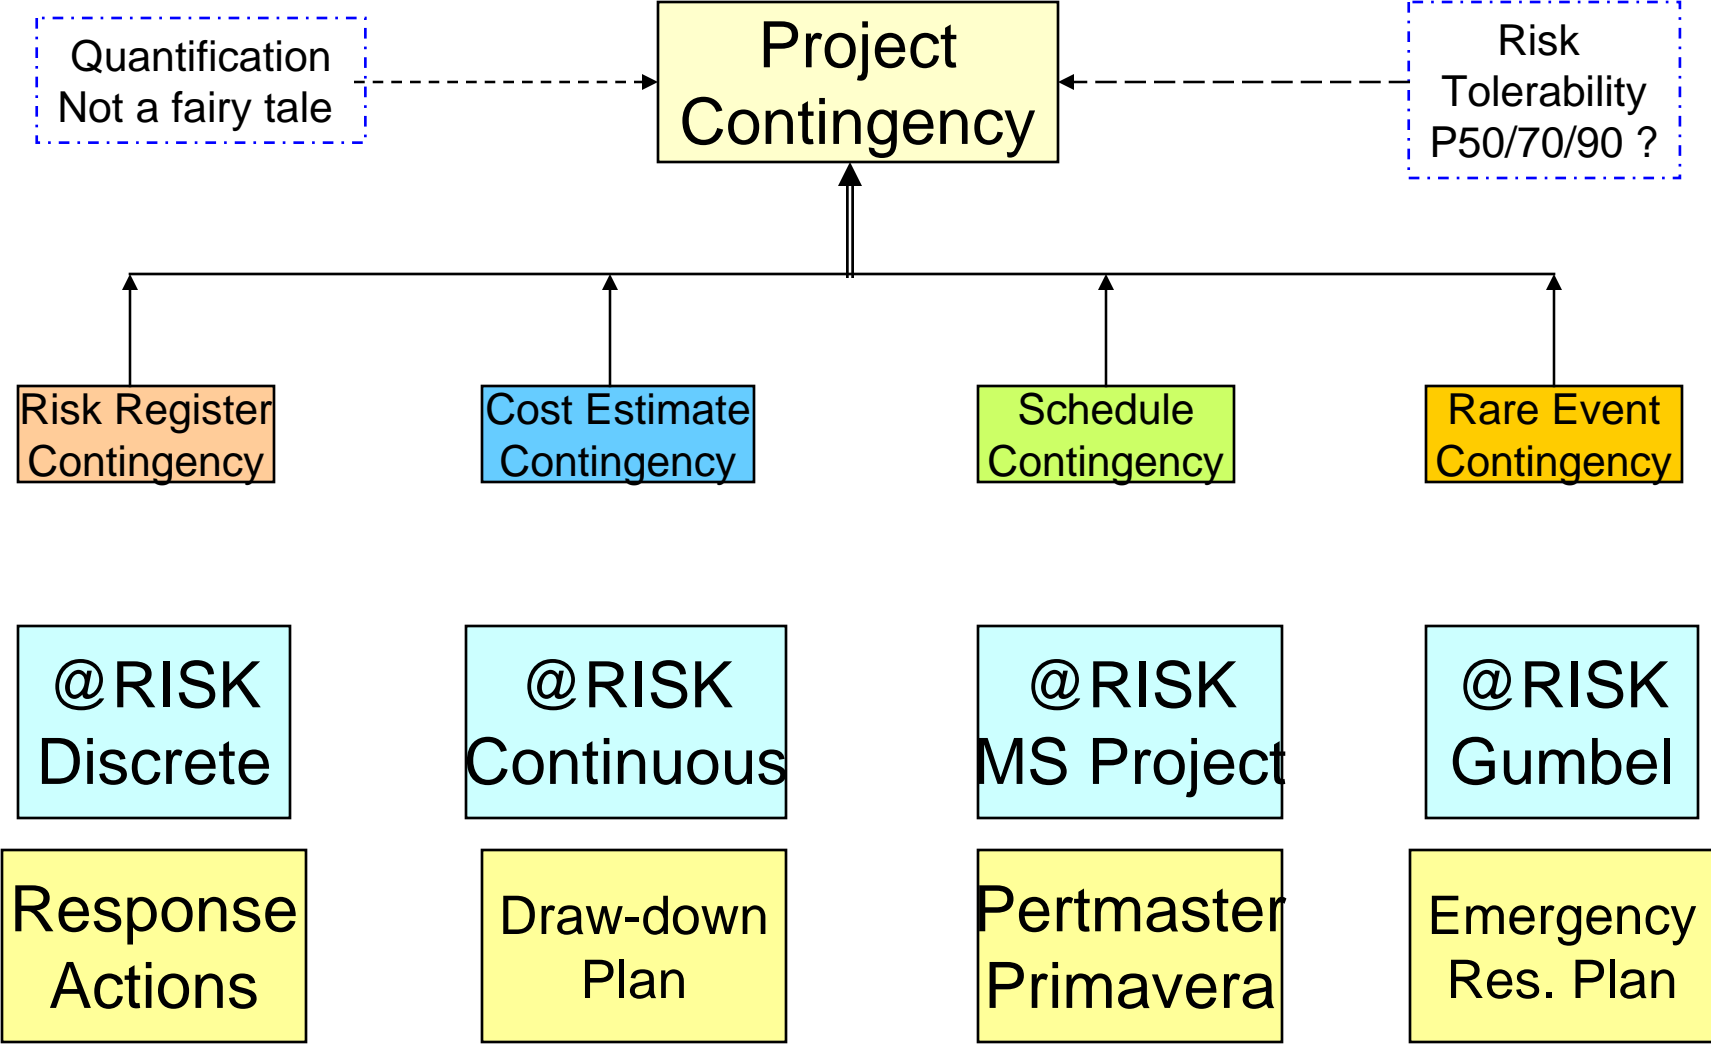 Quantification
Not a fairy tale
Project
Contingency
Risk
Tolerability
P50/70/90 ?
Risk Register
Contingency
Cost Estimate
Contingency
Schedule
Contingency
Rare Event
Contingency
@RISK
Discrete
@RISK
Continuous
@RISK
MS Project
@RISK
Gumbel
Response
Actions
Draw-down
Plan
Pertmaster
Primavera
Emergency
Res. Plan